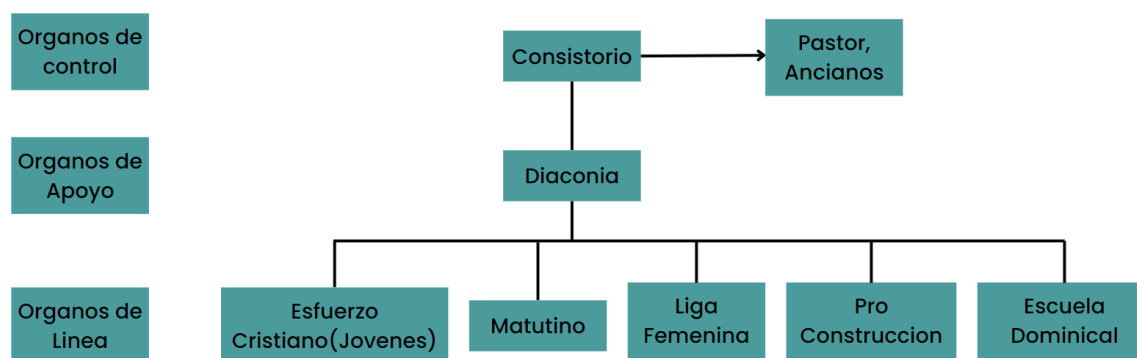 Organos de
control
Consistorio
Pastor,
Ancianos
Organos de
Apoyo
Diaconia
Organos de
Linea
Esfuerzo
Cristiano(Jovenes)
Matutino
Liga
Femenina
Pro
Construccion
Escuela
Dominical